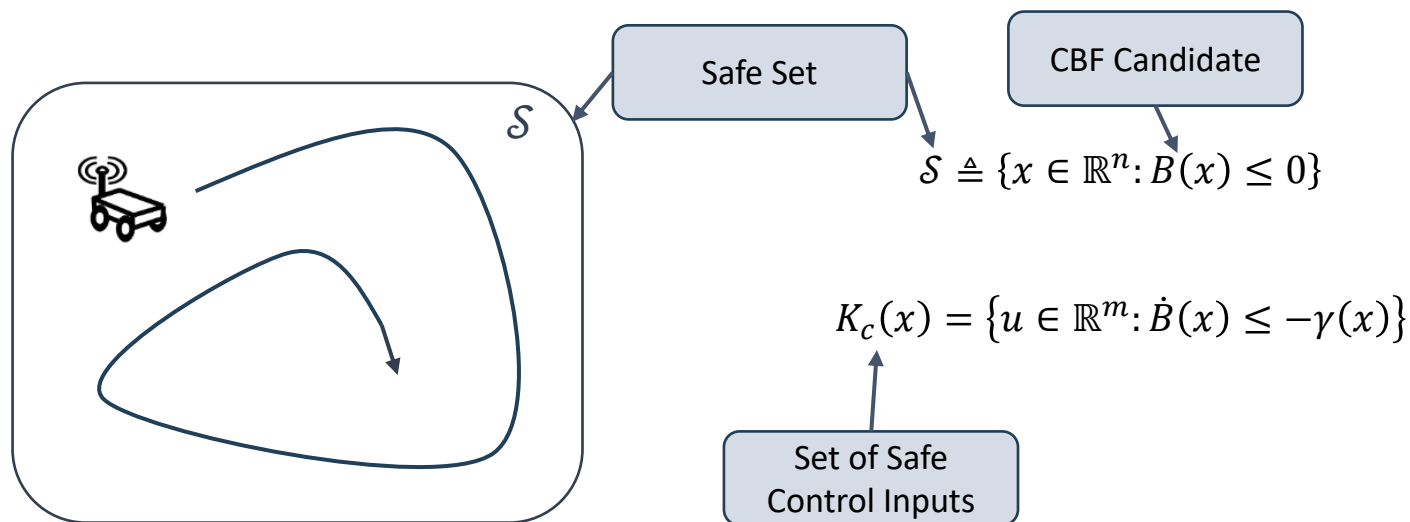 Safe Set
CBF Candidate
𝒮
𝒮 ≜ {x ∈ ℝⁿ: B(x) ≤ 0}
K_c(x) = {u ∈ ℝᵐ: Ḃ(x) ≤ −γ(x)}
Set of Safe
Control Inputs